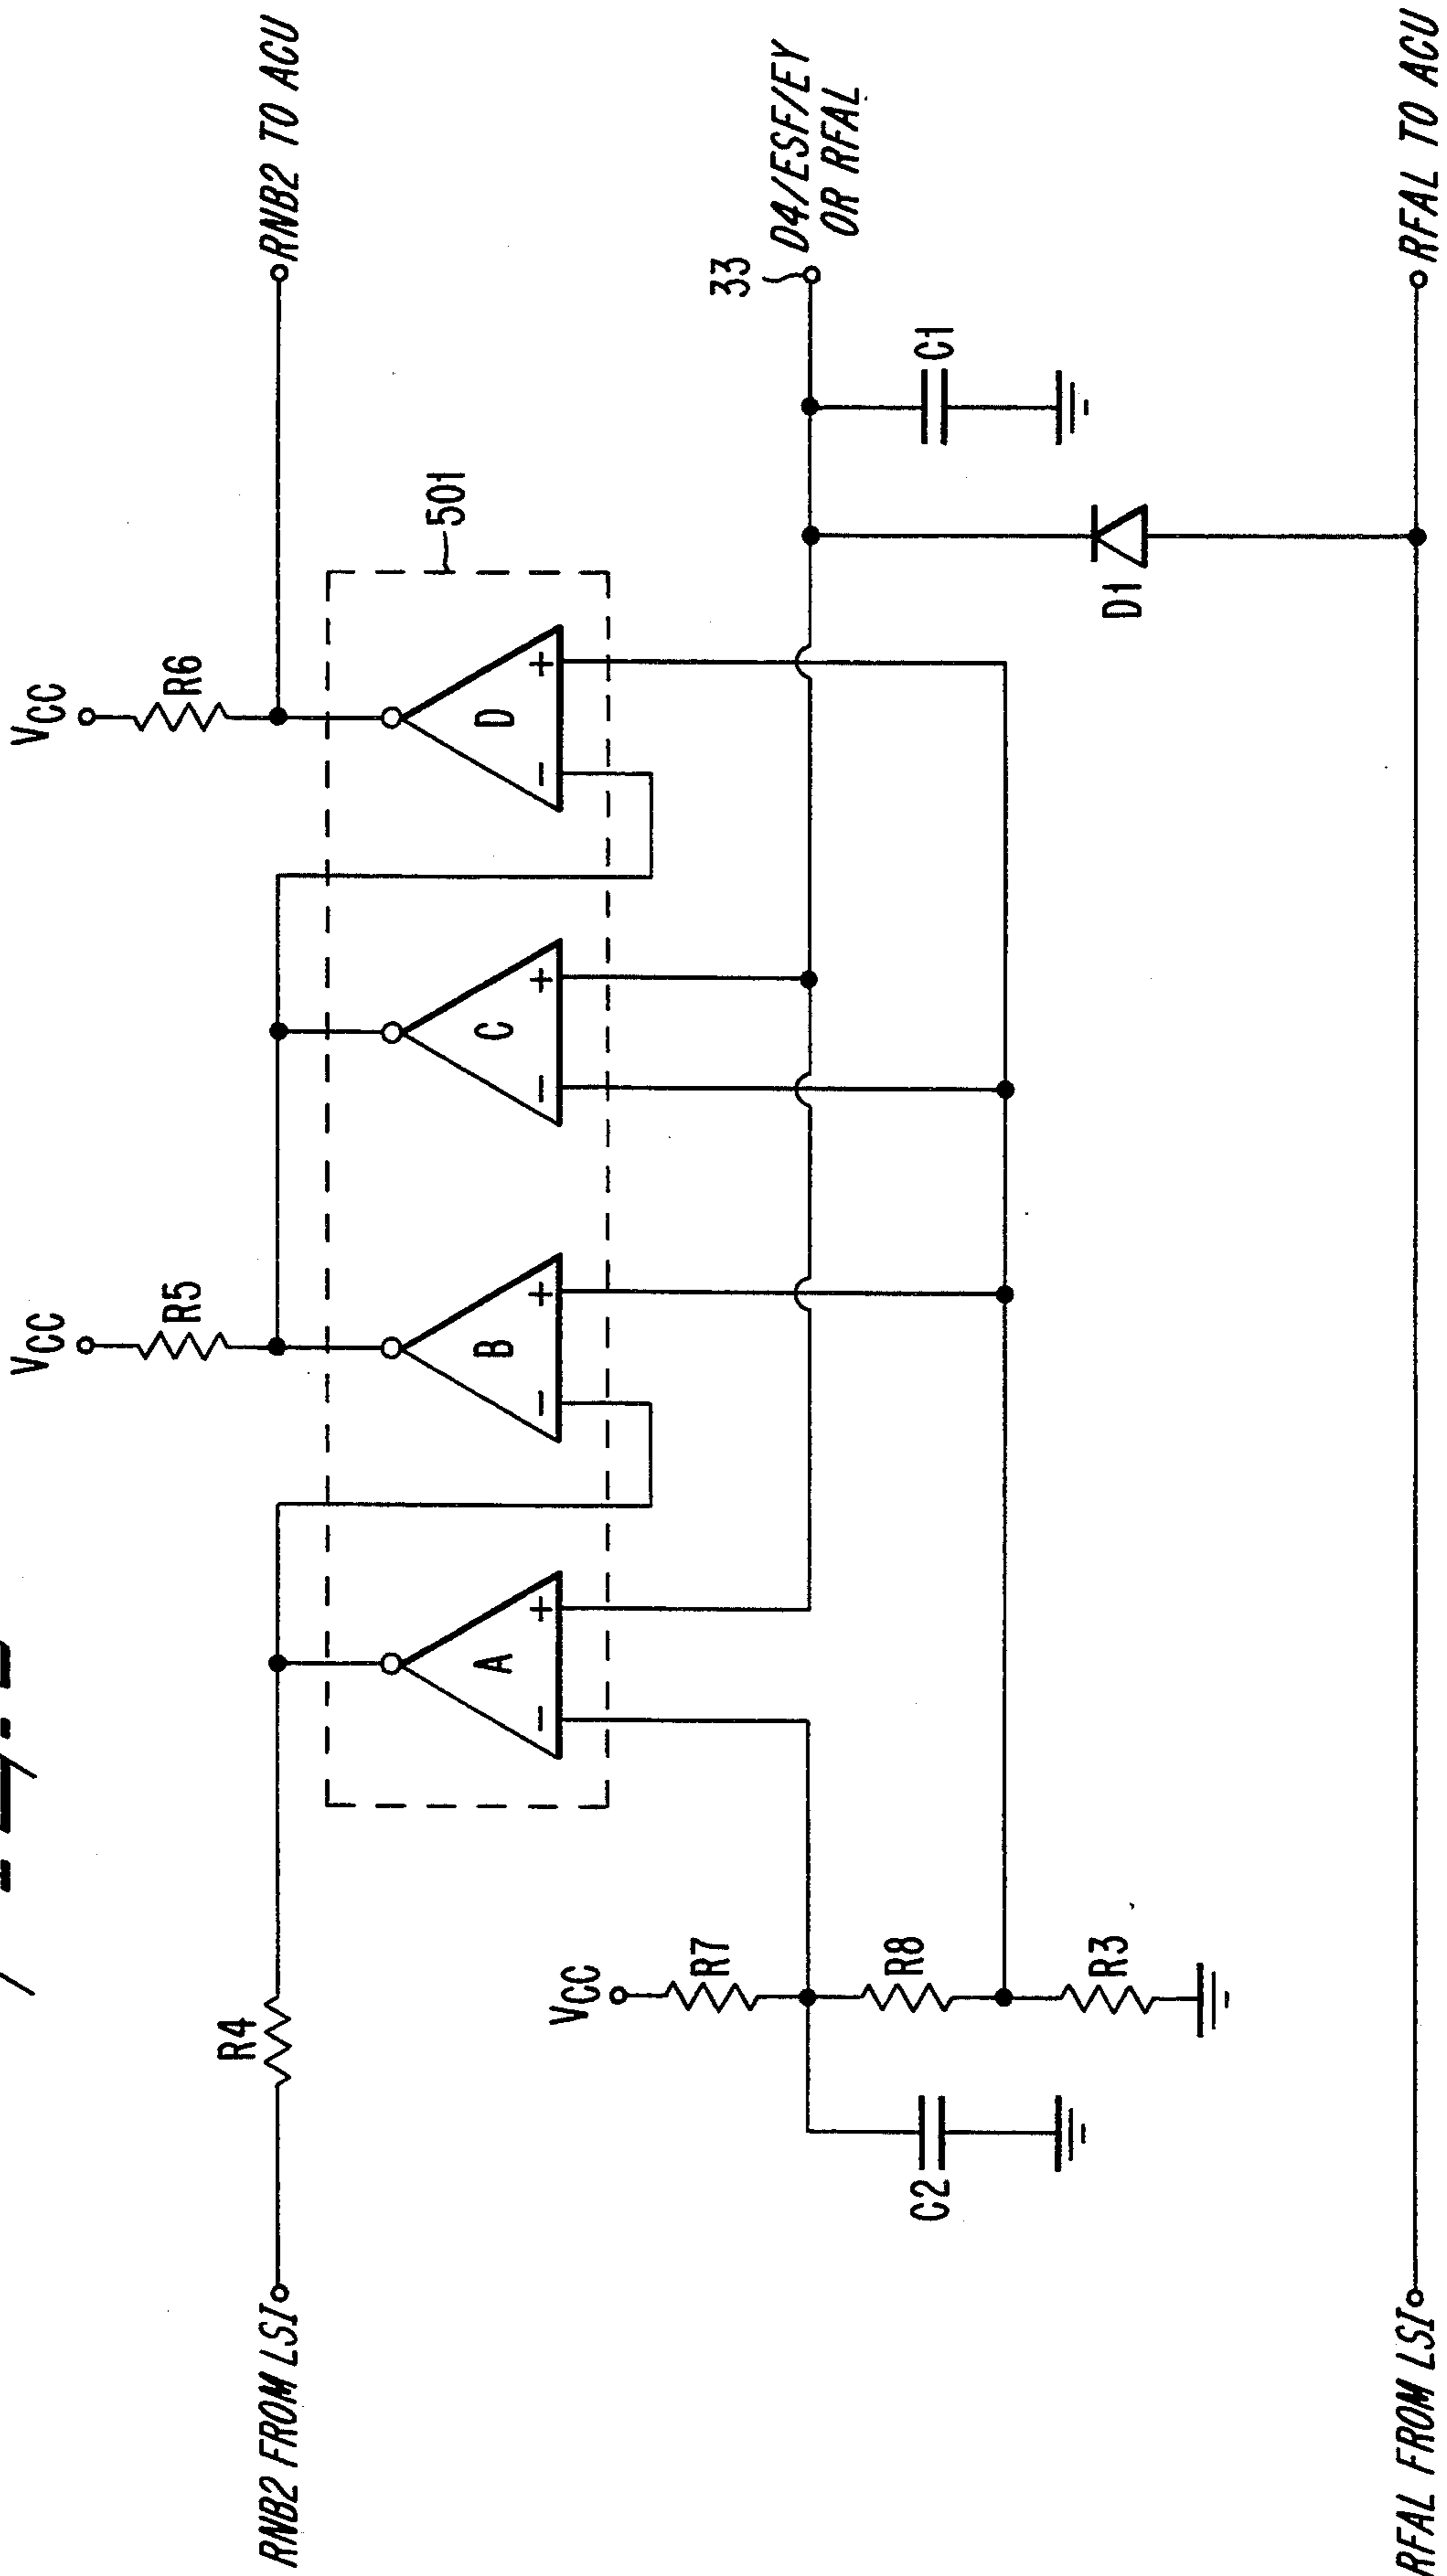 VCC
R5
VCC
R6
RNB2 FROM LSI
R4
RNB2 TO ACU
501
A
B
C
D
−
+
−
+
−
+
−
+
VCC
R7
R8
R3
C2
33
D4/ESF/EY
OR RFAL
C1
D1
RFAL FROM LSI
RFAL TO ACU